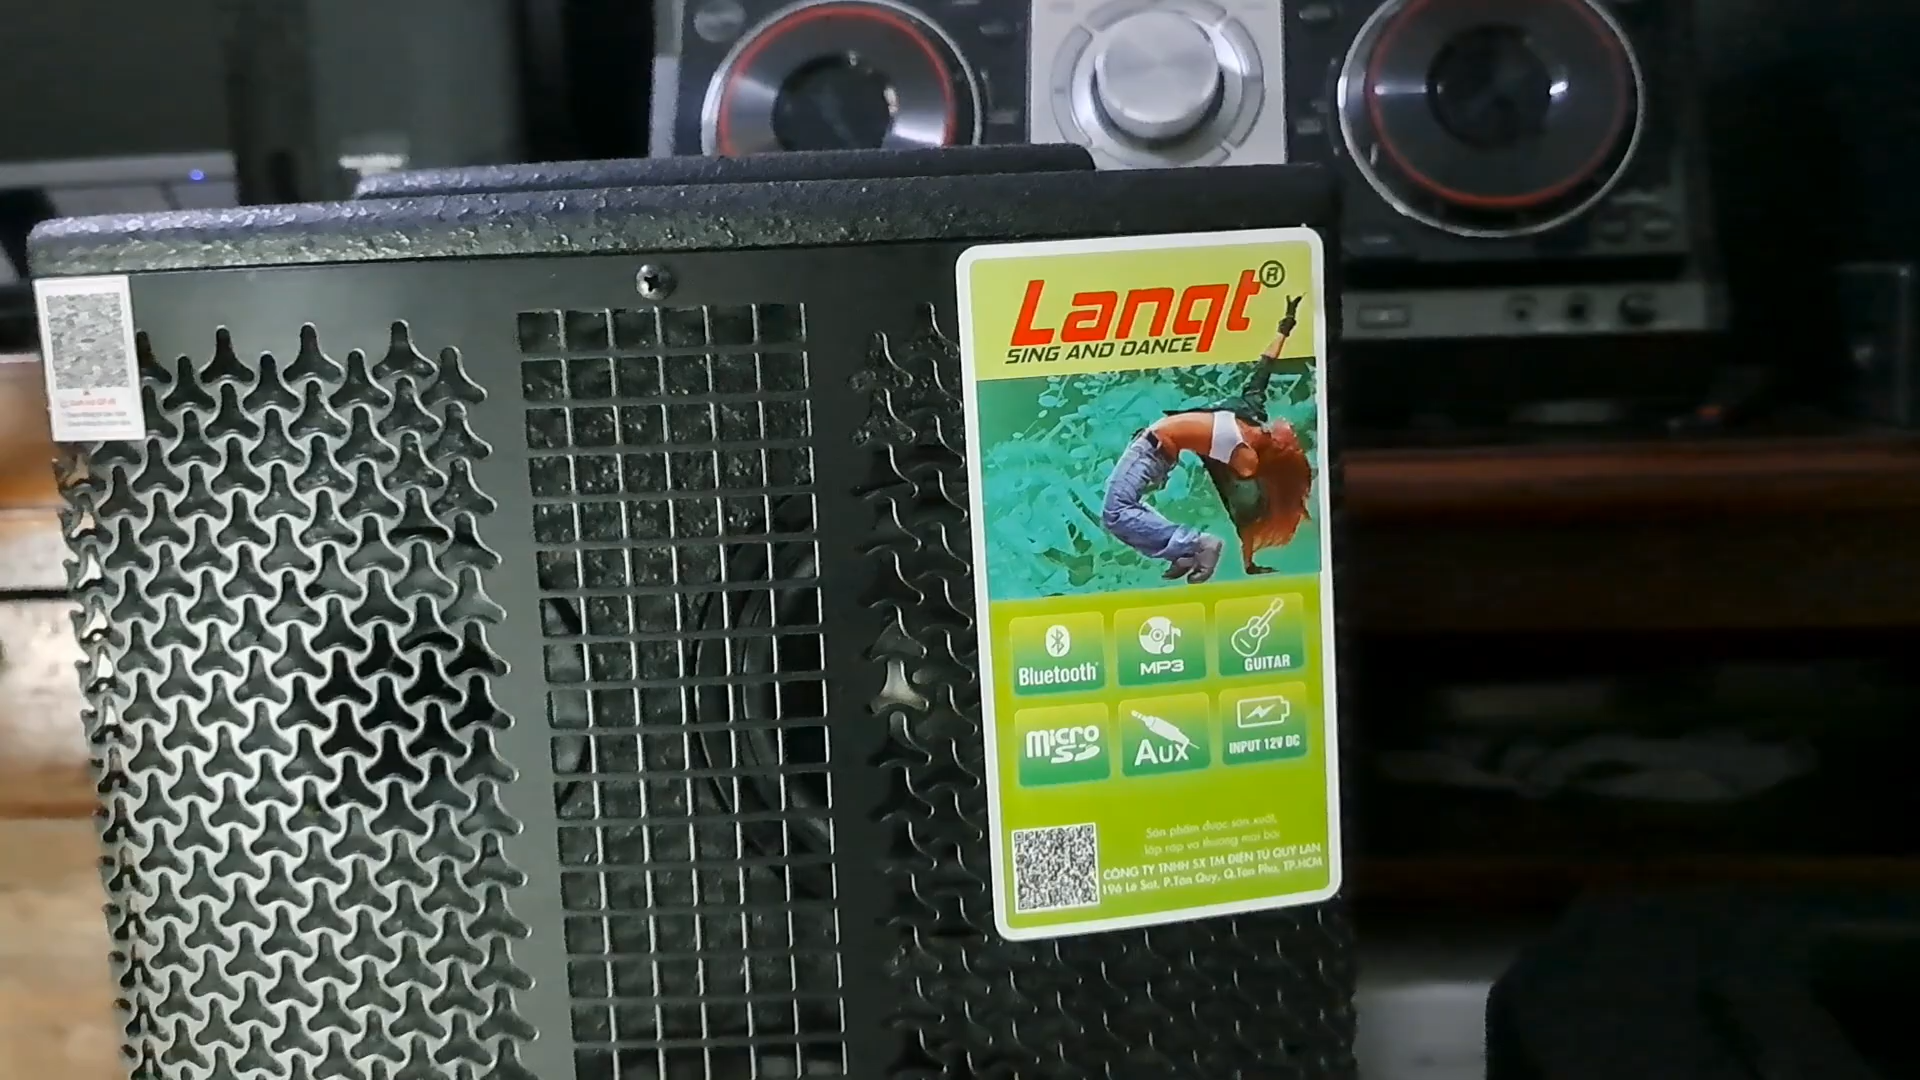 Lanqt®
SING AND DANCE
Bluetooth
MP3
GUITAR
micro SD
AUX
INPUT 12V DC
Sản phẩm được sản xuất,
lắp ráp và thương mại bởi
CÔNG TY TNHH SX TM ĐIỆN TỬ QUÝ LAN
196 Lê Sát, P.Tân Quý, Q.Tân Phú, TP.HCM